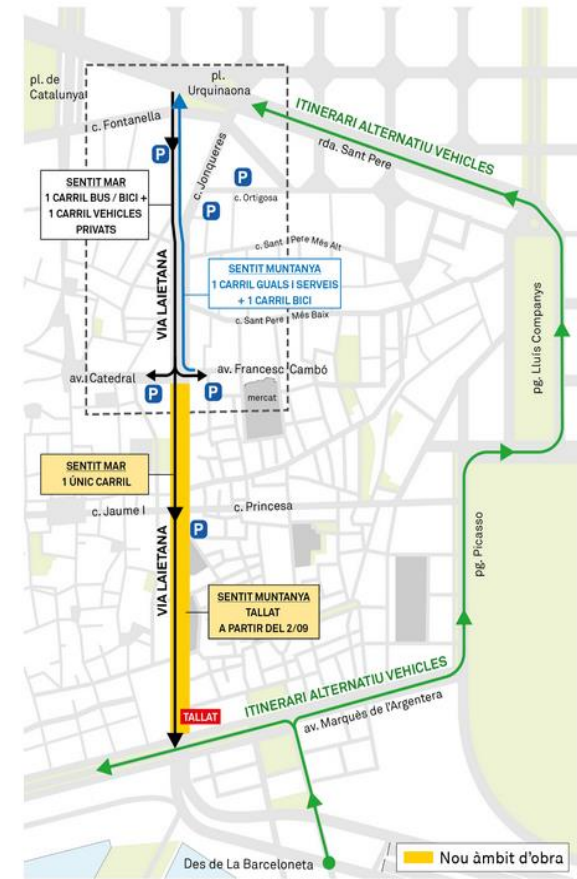 pl. de
Catalunya
pl.
Urquinaona
c. Fontanella
ITINERARI ALTERNATIU VEHICLES
rda. Sant Pere
P
c. Jonqueres
P
P
c. Ortigosa
SENTIT MAR
1 CARRIL BUS / BICI +
1 CARRIL VEHICLES
PRIVATS
c. Sant Pere Més Alt
VIA LAIETANA
SENTIT MUNTANYA
1 CARRIL GUALS I SERVEIS
+ 1 CARRIL BICI
c. Sant Pere Més Baix
pg. Lluís Companys
av. Catedral
av. Francesc Cambó
P
P
mercat
SENTIT MAR
1 ÚNIC CARRIL
c. Jaume I
c. Princesa
P
pg. Picasso
VIA LAIETANA
SENTIT MUNTANYA
TALLAT
A PARTIR DEL 2/09
ITINERARI ALTERNATIU VEHICLES
TALLAT
av. Marquès de l'Argentera
Des de La Barceloneta
Nou àmbit d'obra